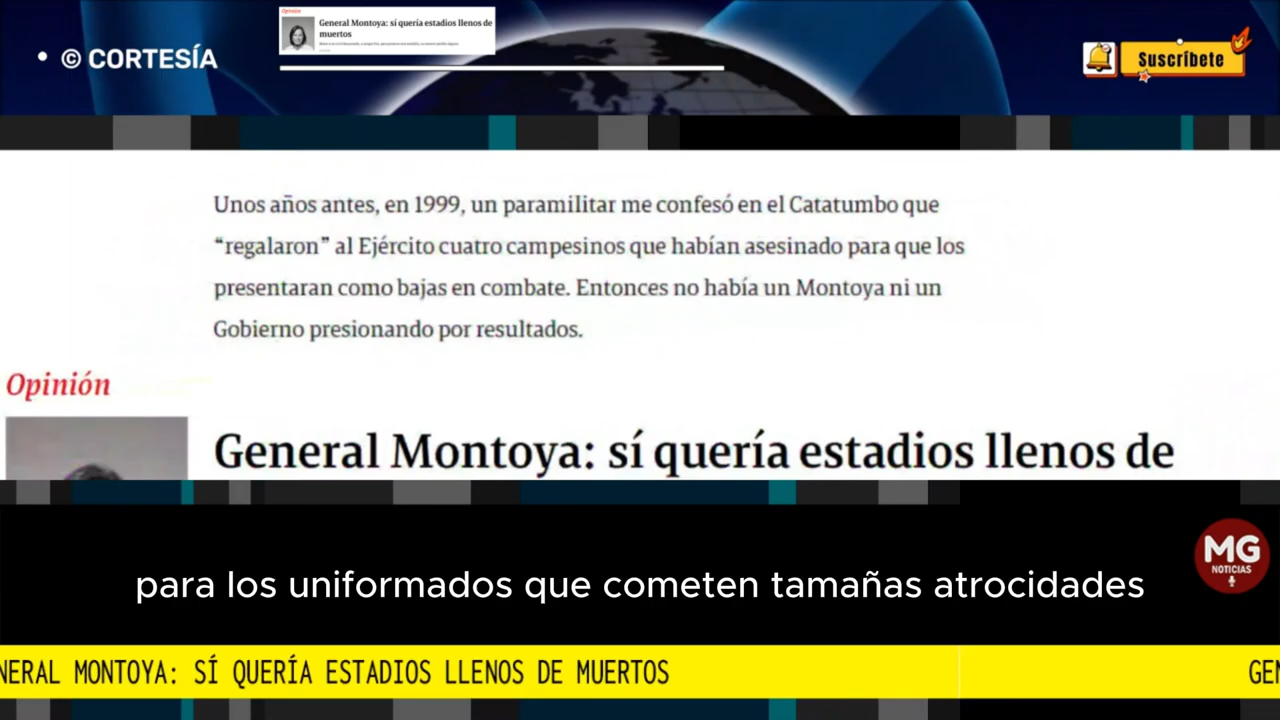 Opinión
General Montoya: sí quería estadios llenos de
muertos
• © CORTESÍA
Suscríbete
Unos años antes, en 1999, un paramilitar me confesó en el Catatumbo que
“regalaron” al Ejército cuatro campesinos que habían asesinado para que los
presentaran como bajas en combate. Entonces no había un Montoya ni un
Gobierno presionando por resultados.
Opinión
General Montoya: sí quería estadios llenos de
MG
NOTICIAS
para los uniformados que cometen tamañas atrocidades
NERAL MONTOYA: SÍ QUERÍA ESTADIOS LLENOS DE MUERTOS
GEN